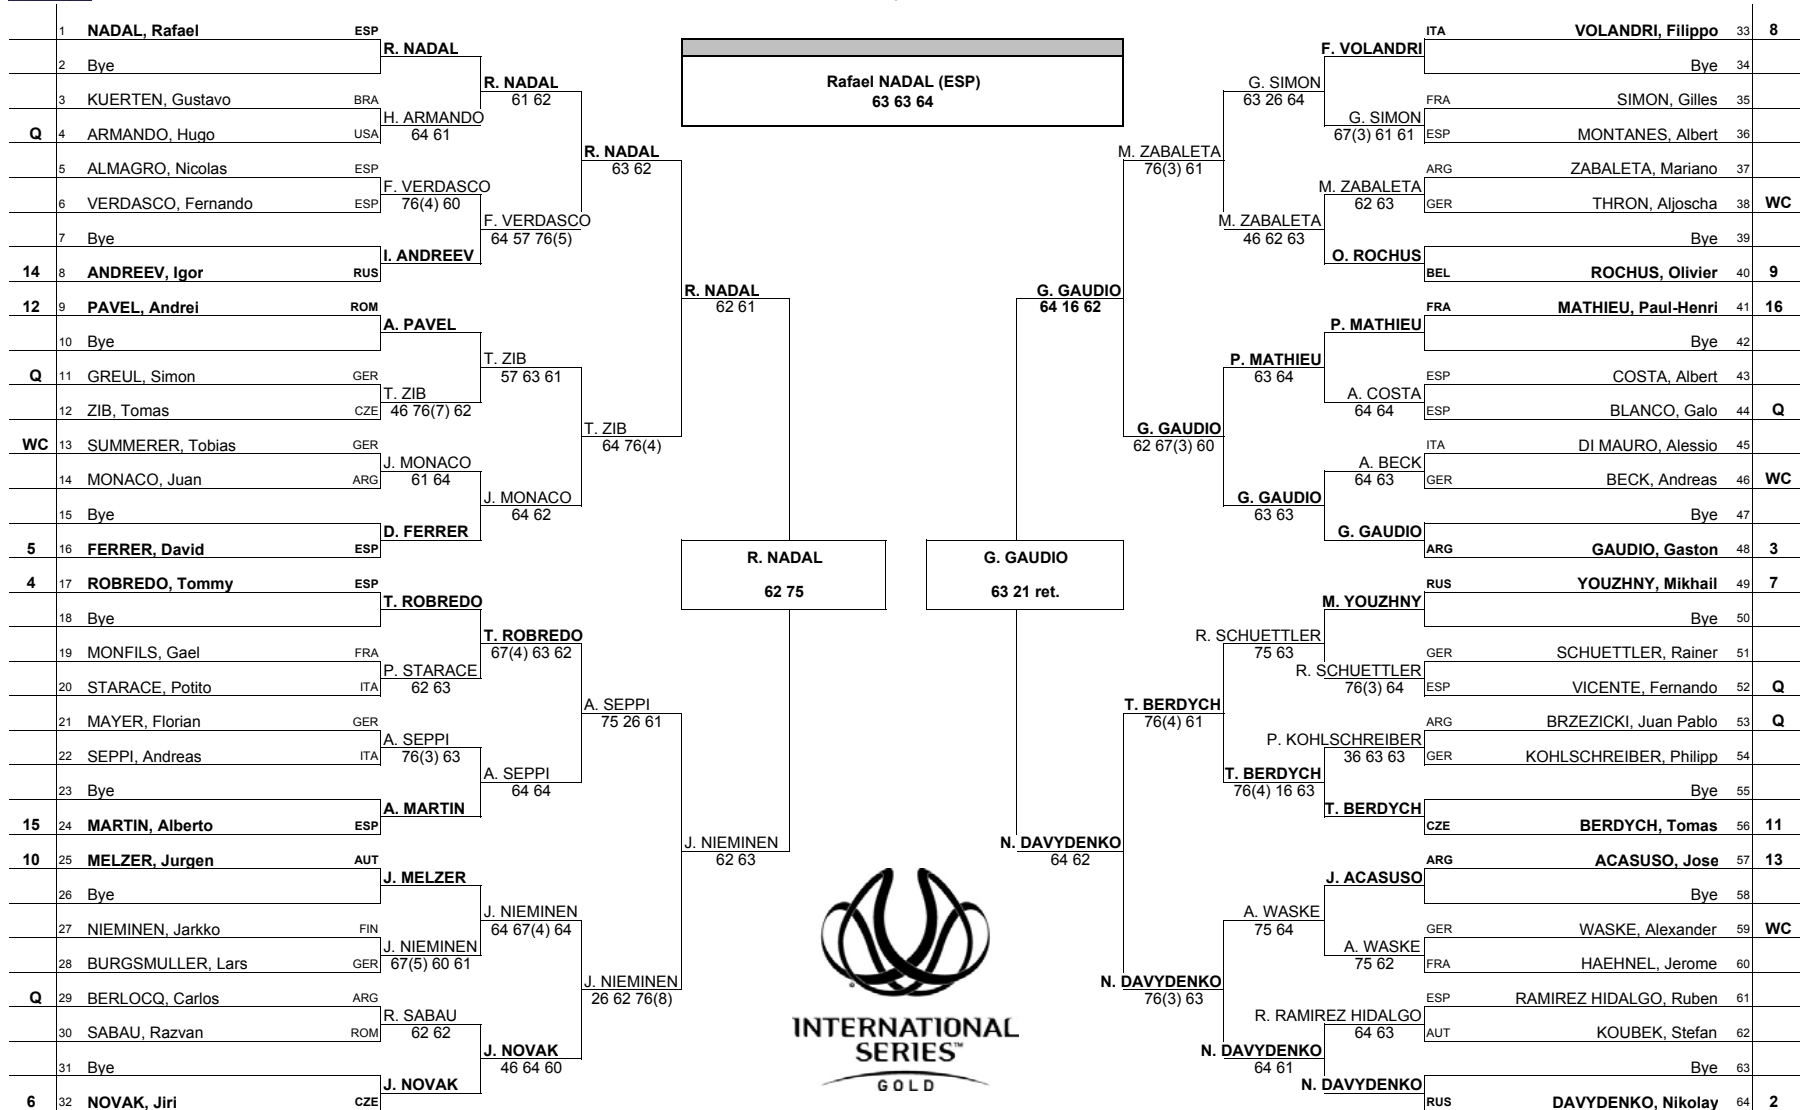 1 NADAL, Rafael ESP
R. NADAL
2 Bye
R. NADAL
61 62
3 KUERTEN, Gustavo BRA
H. ARMANDO
64 61
Q 4 ARMANDO, Hugo USA
R. NADAL
63 62
5 ALMAGRO, Nicolas ESP
F. VERDASCO
76(4) 60
6 VERDASCO, Fernando ESP
F. VERDASCO
64 57 76(5)
7 Bye
I. ANDREEV
14 8 ANDREEV, Igor RUS
R. NADAL
62 61
12 9 PAVEL, Andrei ROM
A. PAVEL
10 Bye
T. ZIB
57 63 61
Q 11 GREUL, Simon GER
T. ZIB
46 76(7) 62
12 ZIB, Tomas CZE
T. ZIB
64 76(4)
WC 13 SUMMERER, Tobias GER
J. MONACO
61 64
14 MONACO, Juan ARG
J. MONACO
64 62
15 Bye
D. FERRER
5 16 FERRER, David ESP
R. NADAL
62 75
4 17 ROBREDO, Tommy ESP
T. ROBREDO
18 Bye
T. ROBREDO
67(4) 63 62
19 MONFILS, Gael FRA
P. STARACE
62 63
20 STARACE, Potito ITA
A. SEPPI
75 26 61
21 MAYER, Florian GER
A. SEPPI
76(3) 63
22 SEPPI, Andreas ITA
A. SEPPI
64 64
23 Bye
A. MARTIN
15 24 MARTIN, Alberto ESP
J. NIEMINEN
62 63
10 25 MELZER, Jurgen AUT
J. MELZER
26 Bye
J. NIEMINEN
64 67(4) 64
27 NIEMINEN, Jarkko FIN
J. NIEMINEN
67(5) 60 61
28 BURGSMULLER, Lars GER
J. NIEMINEN
26 62 76(8)
Q 29 BERLOCQ, Carlos ARG
R. SABAU
62 62
30 SABAU, Razvan ROM
J. NOVAK
46 64 60
31 Bye
J. NOVAK
6 32 NOVAK, Jiri CZE
Rafael NADAL (ESP)
63 63 64
ITA VOLANDRI, Filippo 33 8
F. VOLANDRI
Bye 34
G. SIMON
63 26 64
FRA SIMON, Gilles 35
G. SIMON
67(3) 61 61
ESP MONTANES, Albert 36
M. ZABALETA
76(3) 61
ARG ZABALETA, Mariano 37
M. ZABALETA
62 63
GER THRON, Aljoscha 38 WC
M. ZABALETA
46 62 63
Bye 39
O. ROCHUS
BEL ROCHUS, Olivier 40 9
G. GAUDIO
64 16 62
FRA MATHIEU, Paul-Henri 41 16
P. MATHIEU
Bye 42
P. MATHIEU
63 64
ESP COSTA, Albert 43
A. COSTA
64 64
ESP BLANCO, Galo 44 Q
G. GAUDIO
62 67(3) 60
ITA DI MAURO, Alessio 45
A. BECK
64 63
GER BECK, Andreas 46 WC
G. GAUDIO
63 63
Bye 47
G. GAUDIO
ARG GAUDIO, Gaston 48 3
G. GAUDIO
63 21 ret.
RUS YOUZHNY, Mikhail 49 7
M. YOUZHNY
Bye 50
R. SCHUETTLER
75 63
GER SCHUETTLER, Rainer 51
R. SCHUETTLER
76(3) 64
ESP VICENTE, Fernando 52 Q
T. BERDYCH
76(4) 61
ARG BRZEZICKI, Juan Pablo 53 Q
P. KOHLSCHREIBER
36 63 63
GER KOHLSCHREIBER, Philipp 54
T. BERDYCH
76(4) 16 63
Bye 55
T. BERDYCH
CZE BERDYCH, Tomas 56 11
N. DAVYDENKO
64 62
ARG ACASUSO, Jose 57 13
J. ACASUSO
Bye 58
A. WASKE
75 64
GER WASKE, Alexander 59 WC
A. WASKE
75 62
FRA HAEHNEL, Jerome 60
N. DAVYDENKO
76(3) 63
ESP RAMIREZ HIDALGO, Ruben 61
R. RAMIREZ HIDALGO
64 63
AUT KOUBEK, Stefan 62
N. DAVYDENKO
64 61
Bye 63
N. DAVYDENKO
RUS DAVYDENKO, Nikolay 64 2
INTERNATIONAL
SERIES™
GOLD